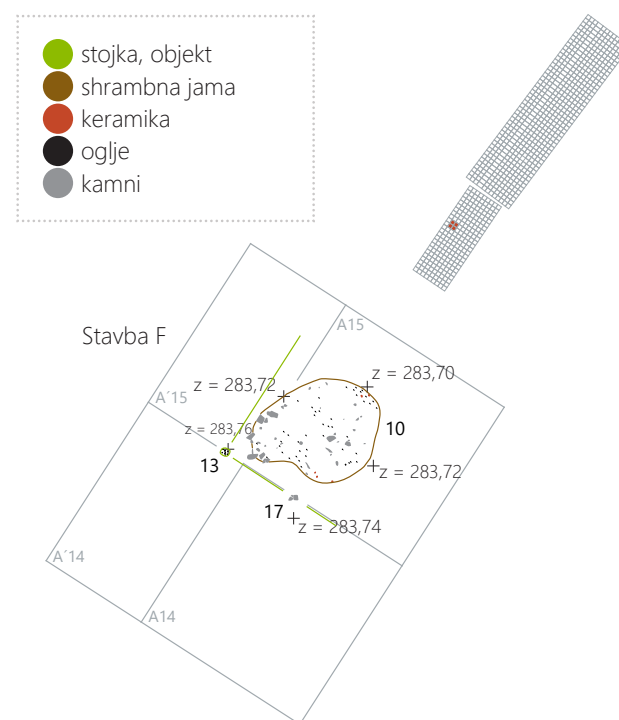 stojka, objekt
shrambna jama
keramika
oglje
kamni
Stavba F
A15
z = 283,70
z = 283,72
A´15
z = 283,76
10
13
z = 283,72
17
z = 283,74
A´14
A14